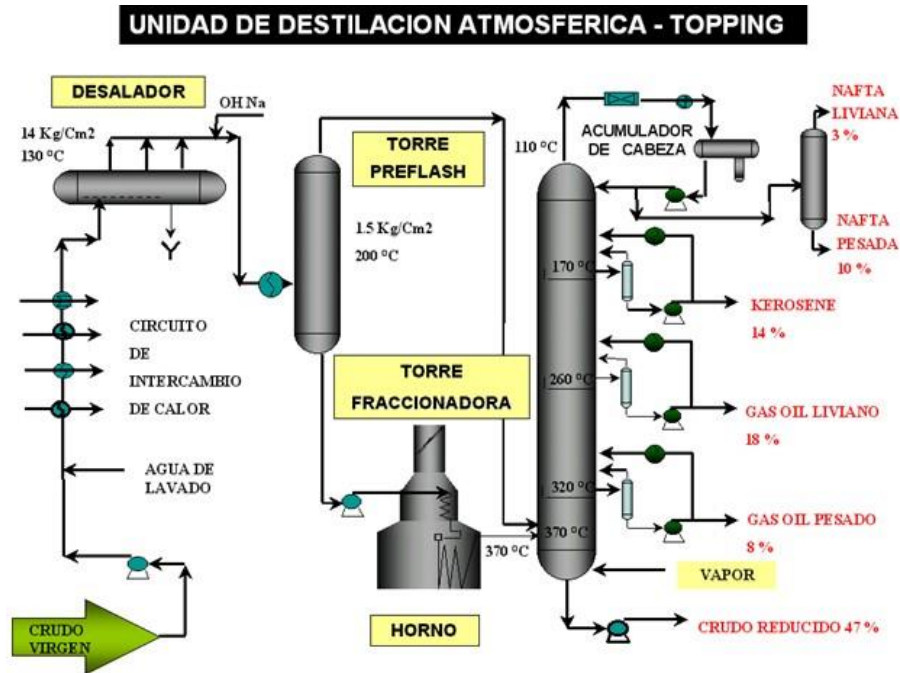 UNIDAD DE DESTILACION ATMOSFERICA - TOPPING
DESALADOR
OH Na
14 Kg/Cm2
130 °C
TORRE
PREFLASH
1.5 Kg/Cm2
200 °C
110 °C
ACUMULADOR
DE CABEZA
NAFTA
LIVIANA
3 %
NAFTA
PESADA
10 %
170 °C
KEROSENE
14 %
CIRCUITO
DE
INTERCAMBIO
DE CALOR
TORRE
FRACCIONADORA
260 °C
GAS OIL LIVIANO
18 %
AGUA DE
LAVADO
320 °C
370 °C
370 °C
GAS OIL PESADO
8 %
VAPOR
HORNO
CRUDO REDUCIDO 47 %
CRUDO
VIRGEN